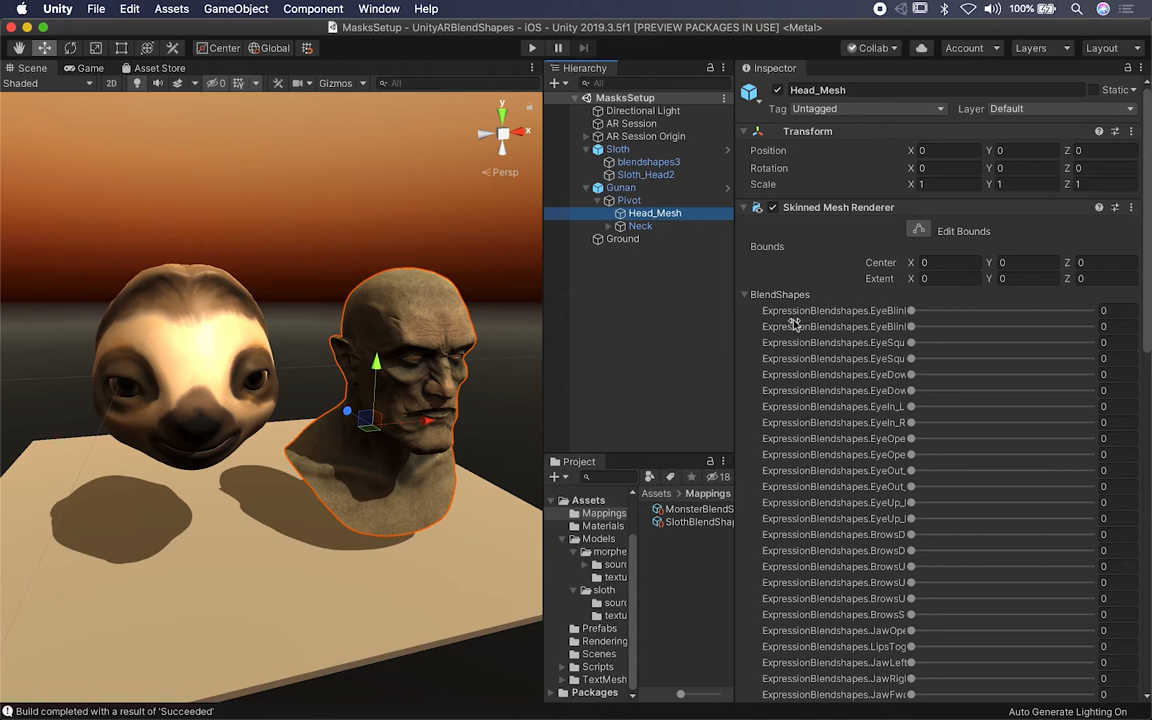 Unity File Edit Assets GameObject Component Window Help 100%
MasksSetup - UnityARBlendShapes - iOS - Unity 2019.3.5f1 [PREVIEW PACKAGES IN USE] <Metal>
Center Global Collab Account Layers Layout
Scene Game Asset Store
Shaded 2D 0 Gizmos All
y
x
Persp
Hierarchy
All
MasksSetup
Directional Light
AR Session
AR Session Origin
Sloth
blendshapes3
Sloth_Head2
Gunan
Pivot
Head_Mesh
Neck
Ground
Project
18
Assets
Mappings
Materials
Models
morphe
sourc
textu
sloth
sourc
textu
Prefabs
Rendering
Scenes
Scripts
TextMesh
Packages
Assets Mappings
MonsterBlendS
SlothBlendShap
Inspector
Head_Mesh Static
Tag Untagged Layer Default
Transform
Position X 0 Y 0 Z 0
Rotation X 0 Y 0 Z 0
Scale X 1 Y 1 Z 1
Skinned Mesh Renderer
Edit Bounds
Bounds
Center X 0 Y 0 Z 0
Extent X 0 Y 0 Z 0
BlendShapes
ExpressionBlendshapes.EyeBlinl 0
ExpressionBlendshapes.EyeBlinl 0
ExpressionBlendshapes.EyeSqu 0
ExpressionBlendshapes.EyeSqu 0
ExpressionBlendshapes.EyeDow 0
ExpressionBlendshapes.EyeDow 0
ExpressionBlendshapes.EyeIn_L 0
ExpressionBlendshapes.EyeIn_R 0
ExpressionBlendshapes.EyeOpe 0
ExpressionBlendshapes.EyeOpe 0
ExpressionBlendshapes.EyeOut_ 0
ExpressionBlendshapes.EyeOut_ 0
ExpressionBlendshapes.EyeUp_l 0
ExpressionBlendshapes.EyeUp_l 0
ExpressionBlendshapes.BrowsD 0
ExpressionBlendshapes.BrowsD 0
ExpressionBlendshapes.BrowsU 0
ExpressionBlendshapes.BrowsU 0
ExpressionBlendshapes.BrowsU 0
ExpressionBlendshapes.BrowsS 0
ExpressionBlendshapes.JawOpe 0
ExpressionBlendshapes.LipsTog 0
ExpressionBlendshapes.JawLeft 0
ExpressionBlendshapes.JawRigl 0
ExpressionBlendshapes.JawFwc 0
Build completed with a result of 'Succeeded' Auto Generate Lighting On